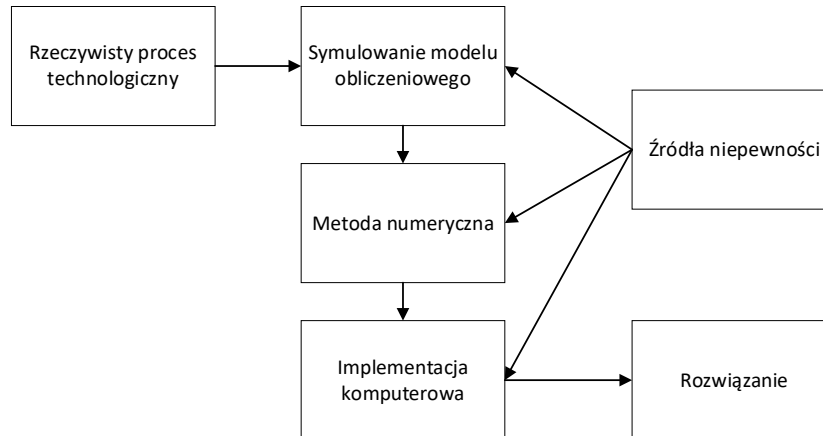 Rzeczywisty proces
technologiczny
Symulowanie modelu
obliczeniowego
Źródła niepewności
Metoda numeryczna
Implementacja
komputerowa
Rozwiązanie